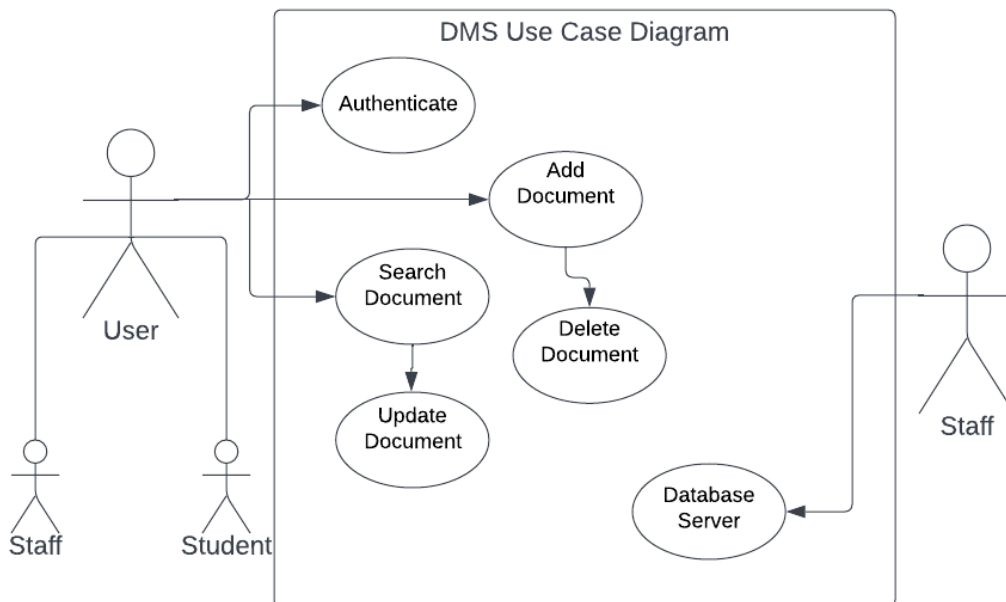 DMS Use Case Diagram
Authenticate
Add
Document
Search
Document
Delete
Document
User
Update
Document
Staff
Database
Server
Staff
Student